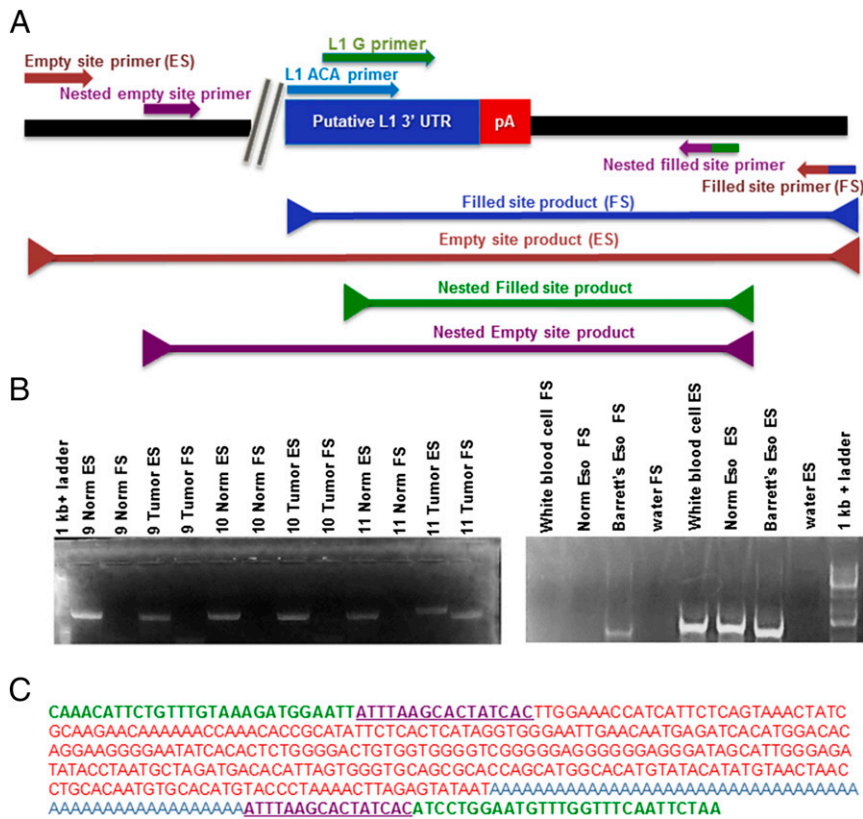 A
Empty site primer (ES)
Nested empty site primer
L1 G primer
L1 ACA primer
Putative L1 3' UTR
pA
Nested filled site primer
Filled site primer (FS)
Filled site product (FS)
Empty site product (ES)
Nested Filled site product
Nested Empty site product
B
1 kb+ ladder
9 Norm ES
9 Norm FS
9 Tumor ES
9 Tumor FS
10 Norm ES
10 Norm FS
10 Tumor ES
10 Tumor FS
11 Norm ES
11 Norm FS
11 Tumor ES
11 Tumor FS
White blood cell FS
Norm Eso FS
Barrett's Eso FS
water FS
White blood cell ES
Norm Eso ES
Barrett's Eso ES
water ES
1 kb + ladder
C
CAAACATTCTGTTTGTAAAGATGGAATTATTTAAGCACTATCACTTGGAAACCATCATTCTCAGTAAACTATC
GCAAGAACAAAAAACCAAACACCGCATATTCTCACTCATAGGTGGGAATTGAACAATGAGATCACATGGACAC
AGGAAGGGGAATATCACACTCTGGGGACTGTGGTGGGGTCGGGGGAGGGGGGAGGGATAGCATTGGGAGA
TATACCTAATGCTAGATGACACATTAGTGGGTGCAGCGCACCAGCATGGCACATGTATACATATGTAACTAAC
CTGCACAATGTGCACATGTACCCTAAAACTTAGAGTATAATAAAAAAAAAAAAAAAAAAAAAAAAAAAAAAAA
AAAAAAAAAAAAAAAAAATTTAAGCACTATCACATCCTGGAATGTTTGGTTTCAATTCTAA